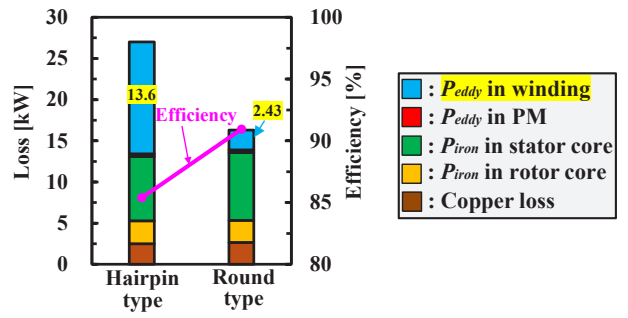 30
25
20
15
10
5
0
Loss [kW]
100
95
90
85
80
Efficiency [%]
13.6
2.43
Efficiency
Hairpin
type
Round
type
: Peddy in winding
: Peddy in PM
: Piron in stator core
: Piron in rotor core
: Copper loss